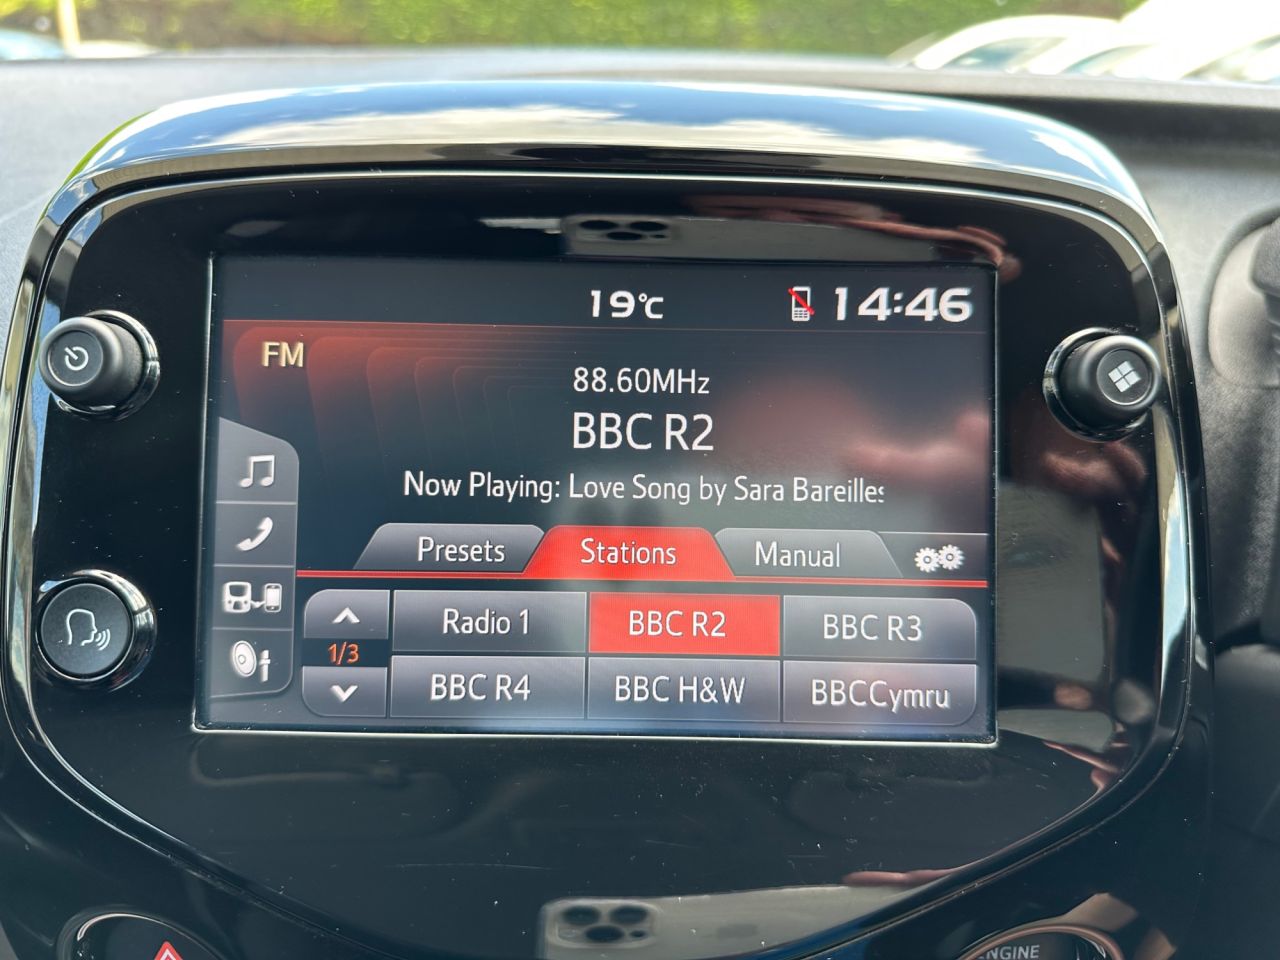 19°C 14:46
FM
88.60MHz
BBC R2
Now Playing: Love Song by Sara Bareilles
Presets Stations Manual
Radio 1 BBC R2 BBC R3
1/3
BBC R4 BBC H&W BBCCymru
ENGINE